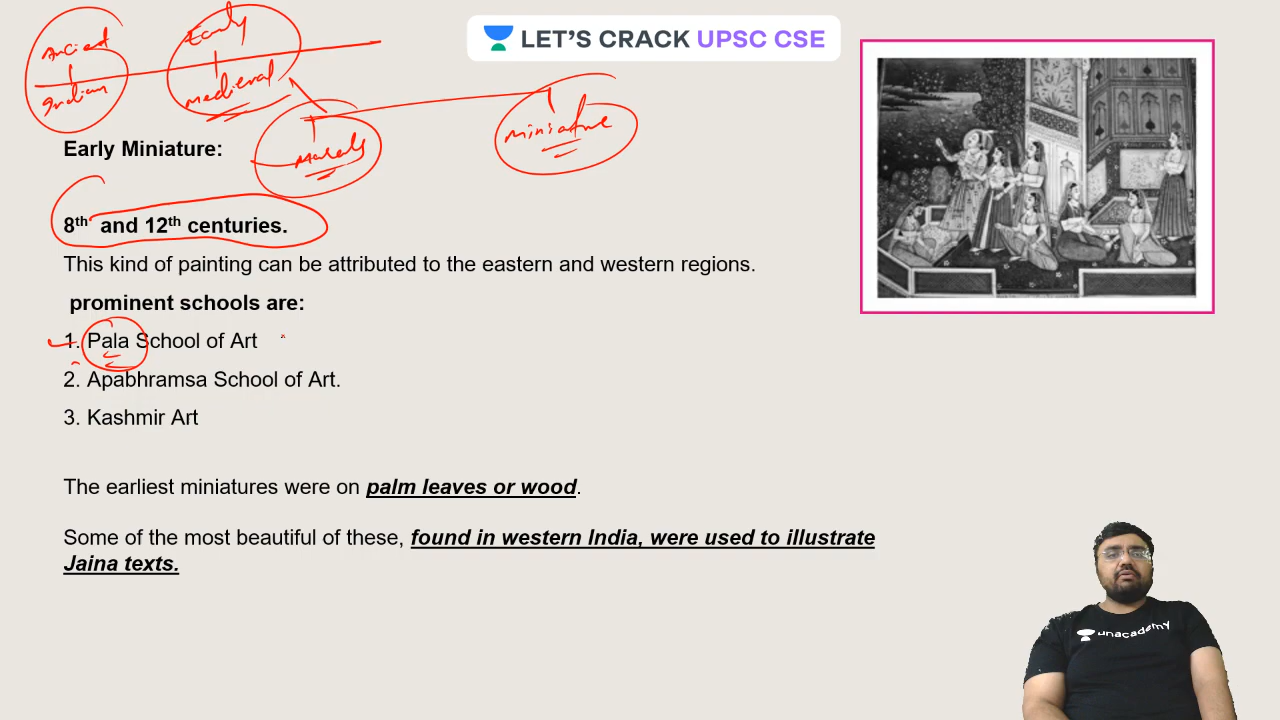 Ancient
Indian
Early
medieval
murals
miniature
LET'S CRACK UPSC CSE
Early Miniature:
8th and 12th centuries.
This kind of painting can be attributed to the eastern and western regions.
prominent schools are:
1. Pala School of Art
2. Apabhramsa School of Art.
3. Kashmir Art
The earliest miniatures were on palm leaves or wood.
Some of the most beautiful of these, found in western India, were used to illustrate
Jaina texts.
unacademy